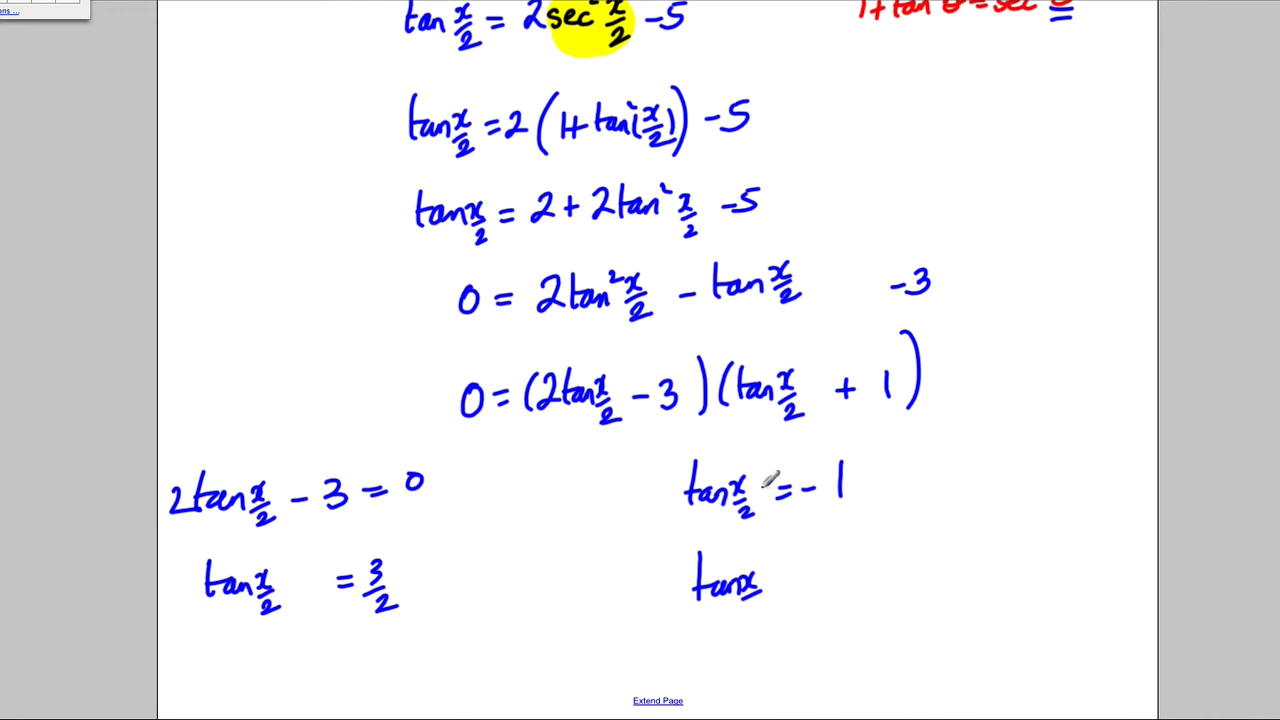 ons ...
tan x/2 = 2sec² x/2 -5
1+tan²θ=sec²θ
tan x/2 = 2 (1+ tan²(x/2)) -5
tan x/2 = 2 + 2tan² x/2 -5
0 = 2tan² x/2 - tan x/2 -3
0 = (2tan x/2 - 3)(tan x/2 + 1)
2tan x/2 - 3 = 0
tan x/2 = - 1
tan x/2 = 3/2
tan x
Extend Page